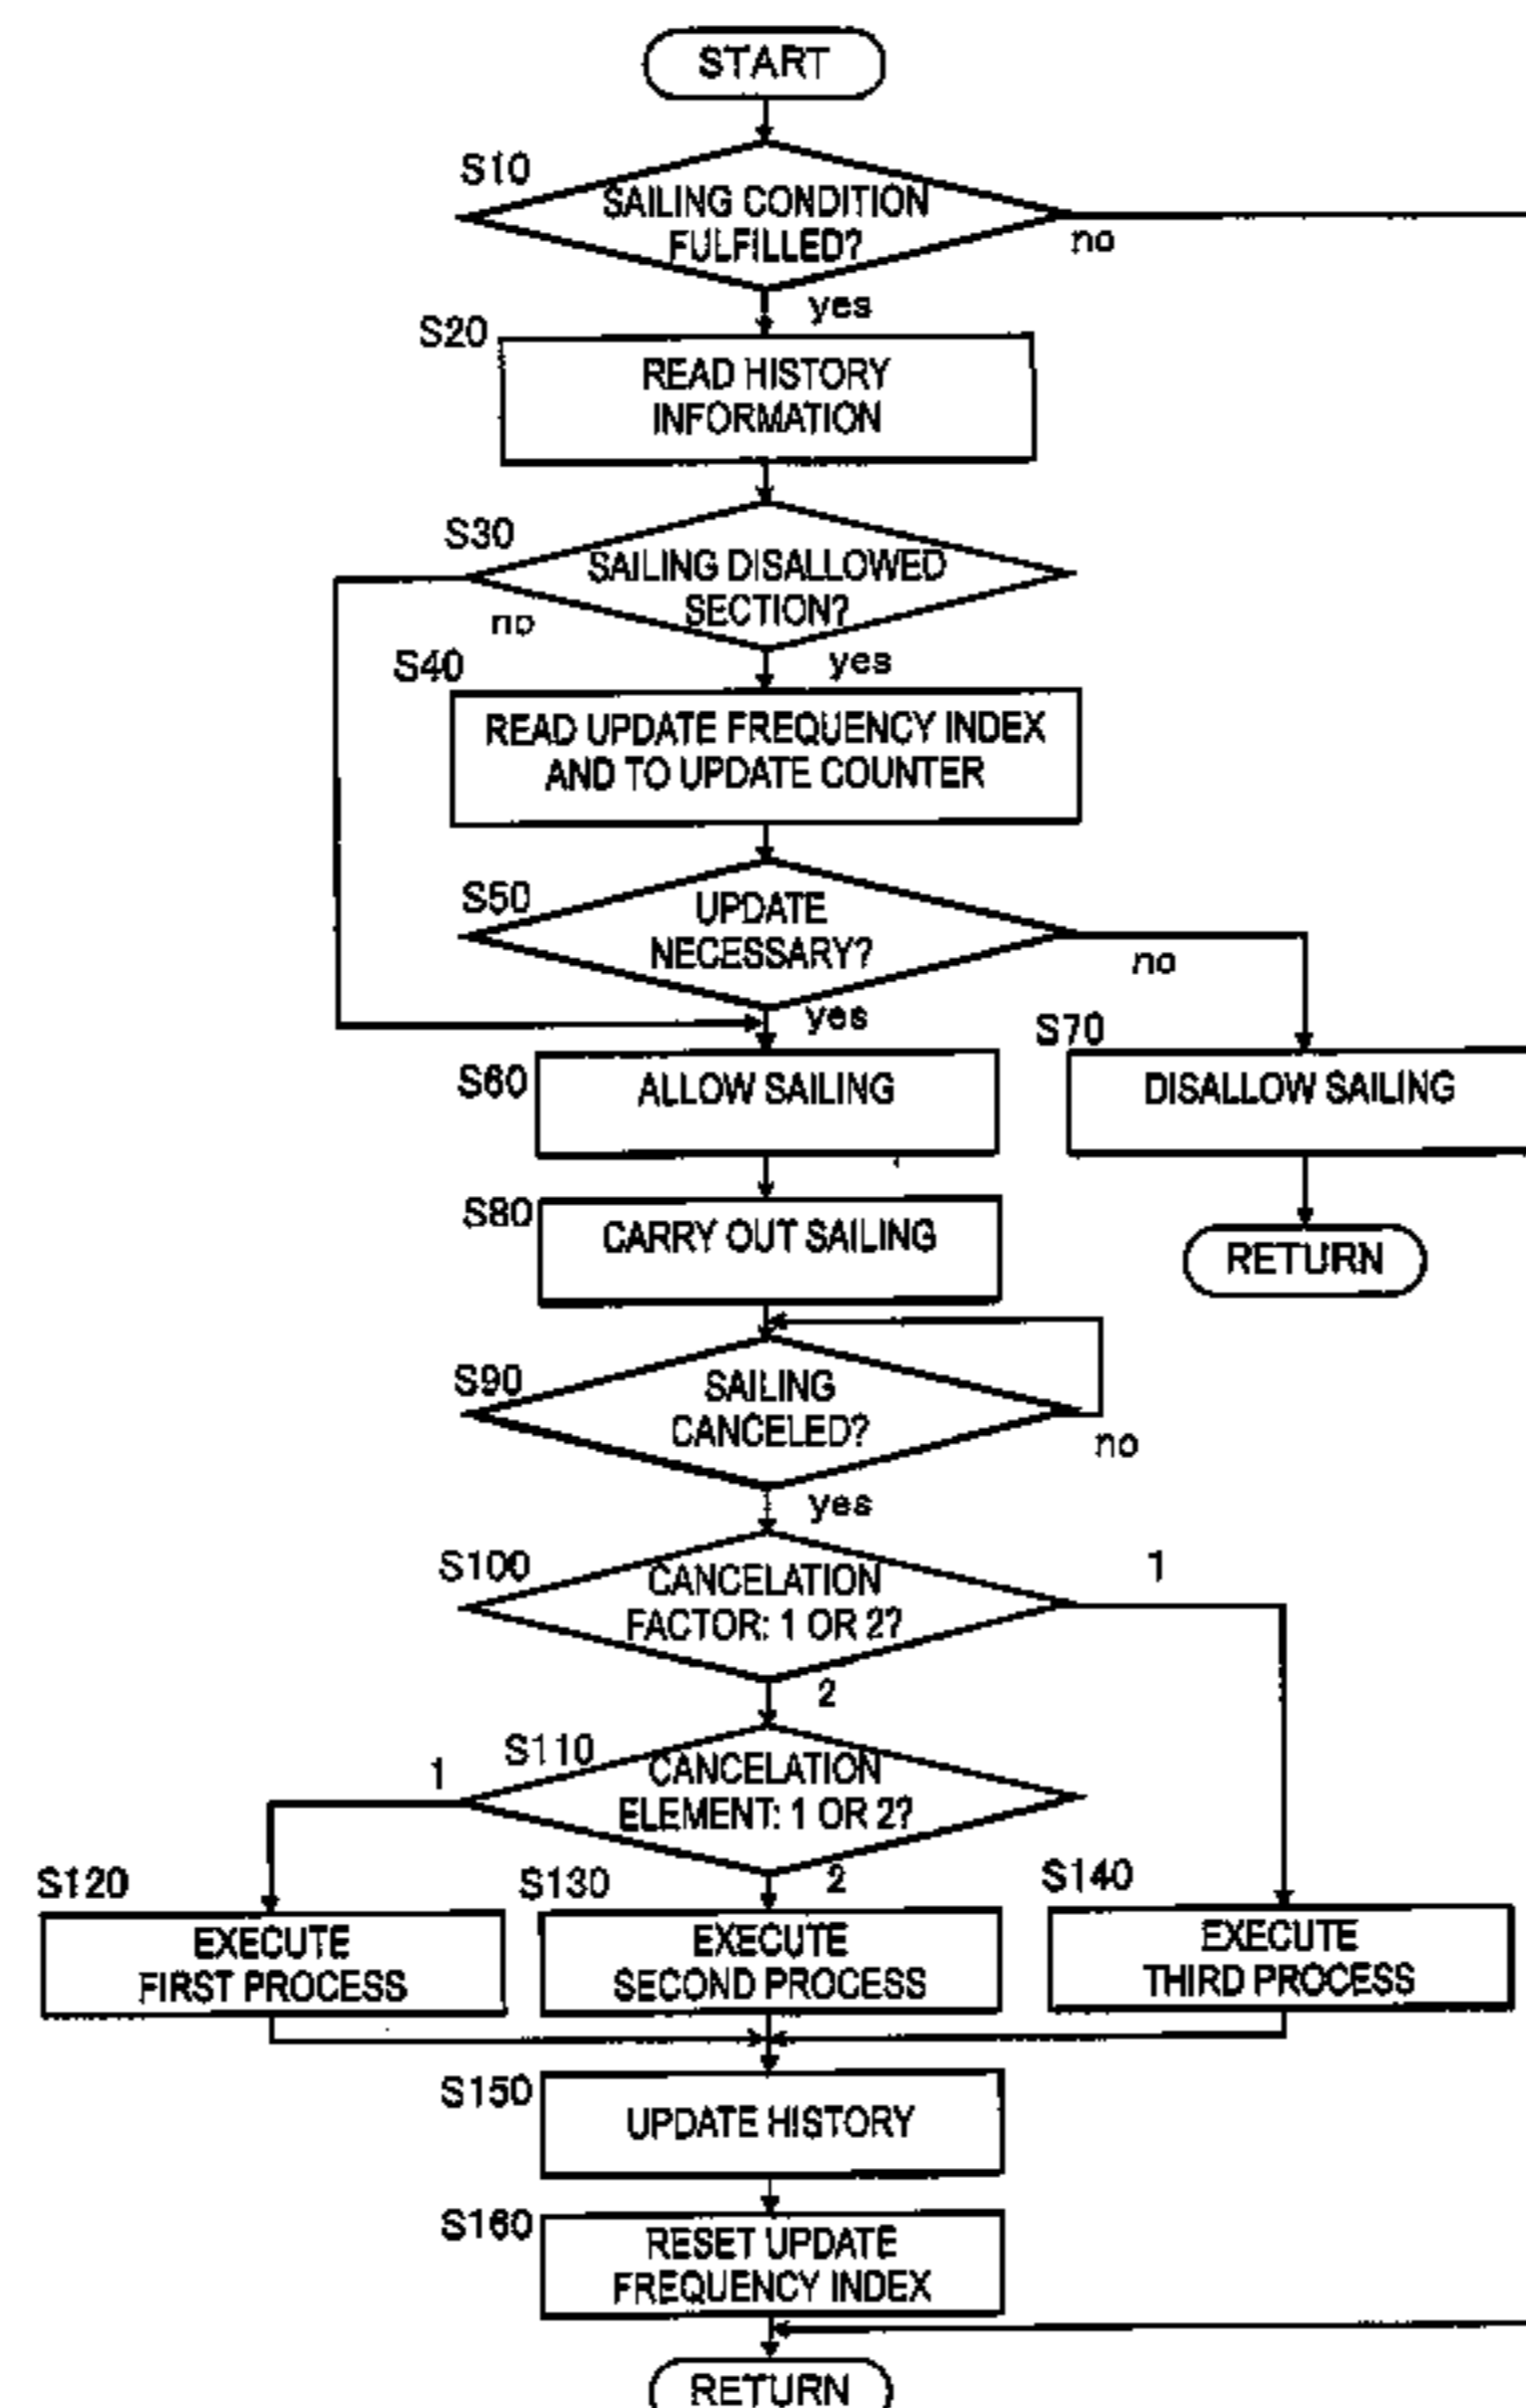 START
S10
SAILING CONDITION
FULFILLED?
no
yes
S20
READ HISTORY
INFORMATION
S30
SAILING DISALLOWED
SECTION?
no
yes
S40
READ UPDATE FREQUENCY INDEX
AND TO UPDATE COUNTER
S50
UPDATE
NECESSARY?
no
yes
S60
ALLOW SAILING
S70
DISALLOW SAILING
S80
CARRY OUT SAILING
RETURN
S90
SAILING
CANCELED?
no
yes
S100
CANCELATION
FACTOR: 1 OR 2?
1
2
S110
CANCELATION
ELEMENT: 1 OR 2?
1
2
S120
EXECUTE
FIRST PROCESS
S130
EXECUTE
SECOND PROCESS
S140
EXECUTE
THIRD PROCESS
S150
UPDATE HISTORY
S160
RESET UPDATE
FREQUENCY INDEX
RETURN